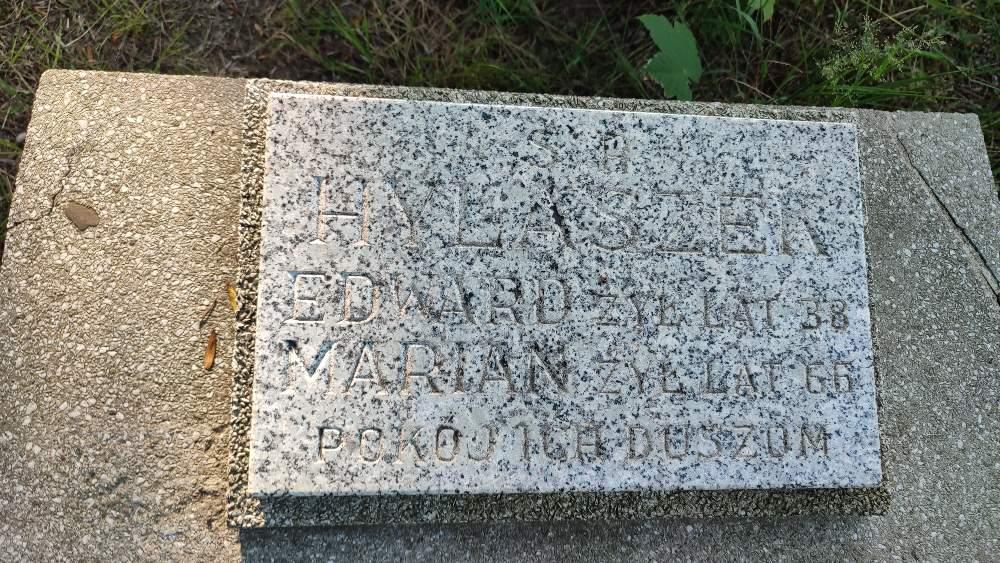 Ś P
HYLASZEK
EDWARD ŻYŁ LAT 38
MARIAN ŻYŁ LAT 66
POKÓJ ICH DUSZOM